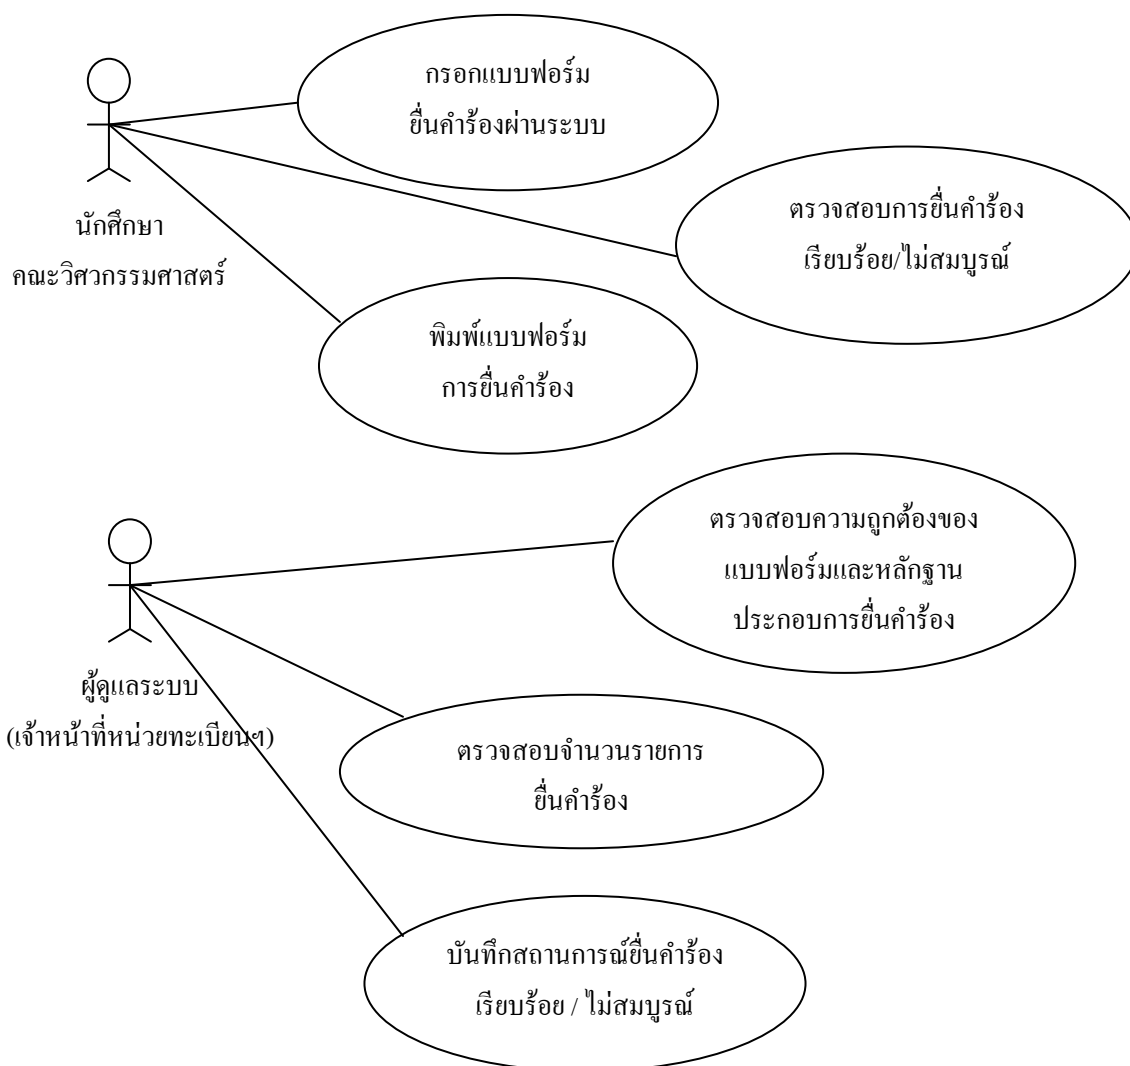 กรอกแบบฟอร์ม
ยื่นคำร้องผ่านระบบ
นักศึกษา
คณะวิศวกรรมศาสตร์
ตรวจสอบการยื่นคำร้อง
เรียบร้อย/ไม่สมบูรณ์
พิมพ์แบบฟอร์ม
การยื่นคำร้อง
ตรวจสอบความถูกต้องของ
แบบฟอร์มและหลักฐาน
ประกอบการยื่นคำร้อง
ผู้ดูแลระบบ
(เจ้าหน้าที่หน่วยทะเบียนฯ)
ตรวจสอบจำนวนรายการ
ยื่นคำร้อง
บันทึกสถานการณ์ยื่นคำร้อง
เรียบร้อย / ไม่สมบูรณ์